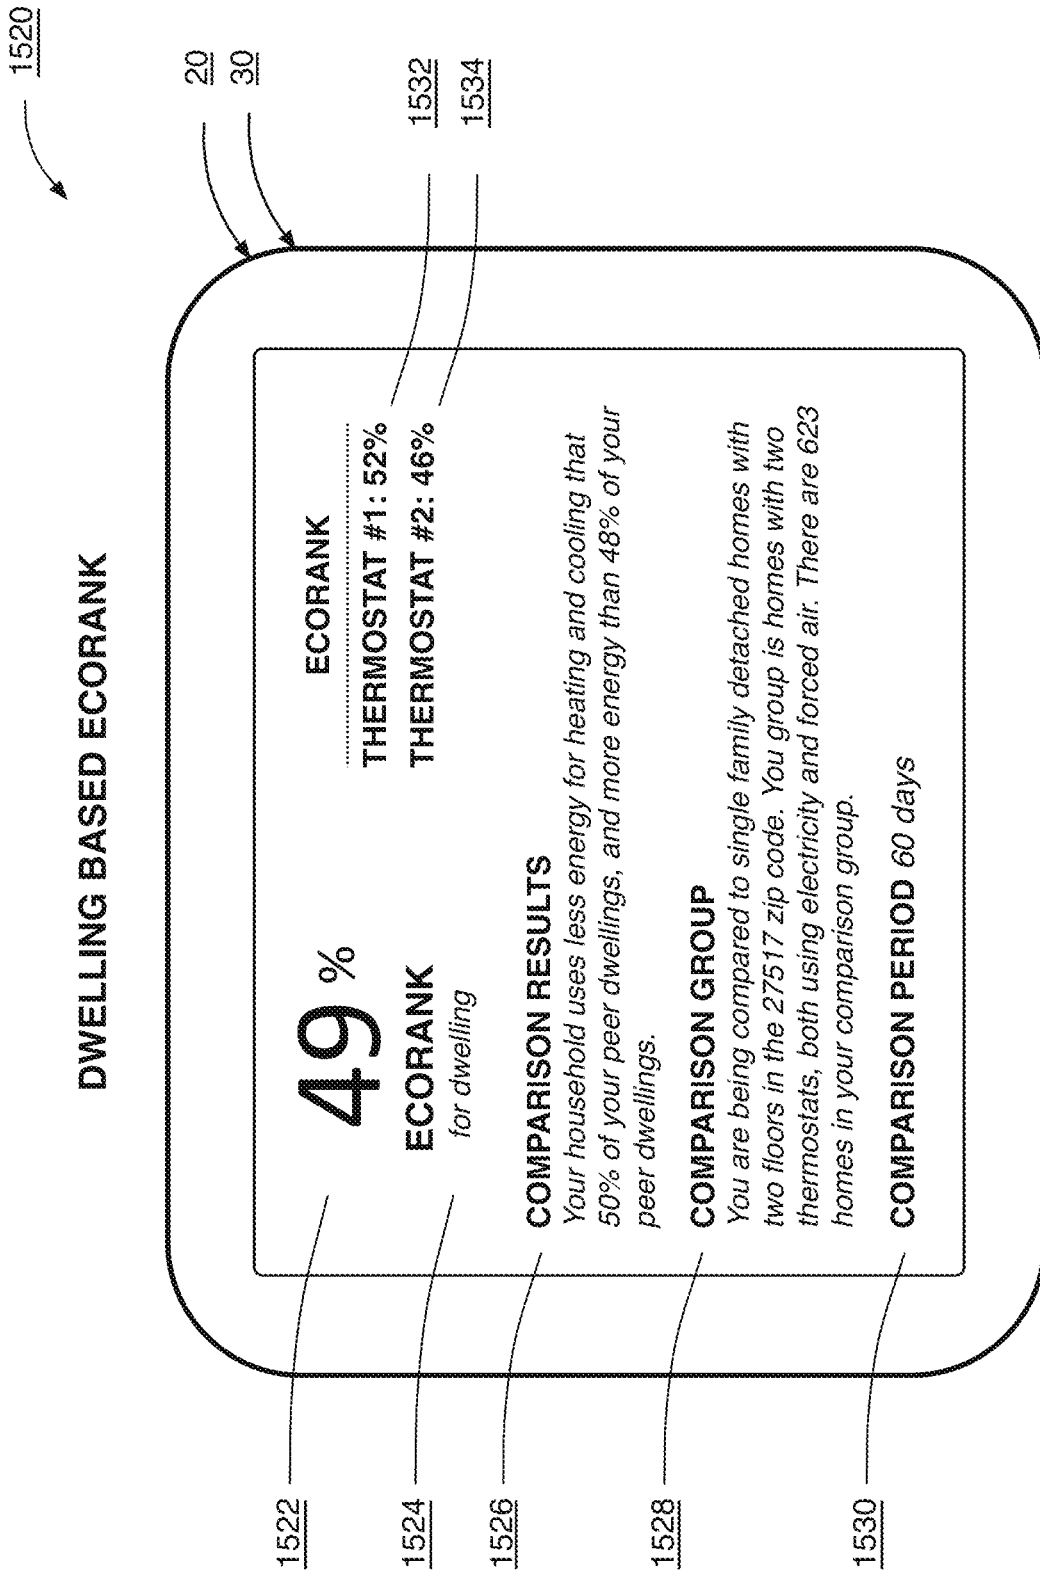 1520
DWELLING BASED ECORANK
20
30
1522
49 %
ECORANK
1524
ECORANK
for dwelling
THERMOSTAT #1: 52%
1532
THERMOSTAT #2: 46%
1534
1526
COMPARISON RESULTS
Your household uses less energy for heating and cooling that
50% of your peer dwellings, and more energy than 48% of your
peer dwellings.
1528
COMPARISON GROUP
You are being compared to single family detached homes with
two floors in the 27517 zip code. You group is homes with two
thermostats, both using electricity and forced air. There are 623
homes in your comparison group.
1530
COMPARISON PERIOD 60 days